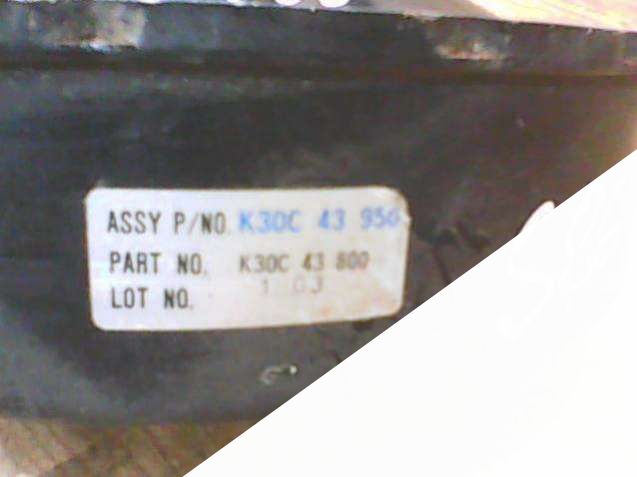 ASSY P/NO. K30C 43 950
PART NO. K30C 43 800
LOT NO.